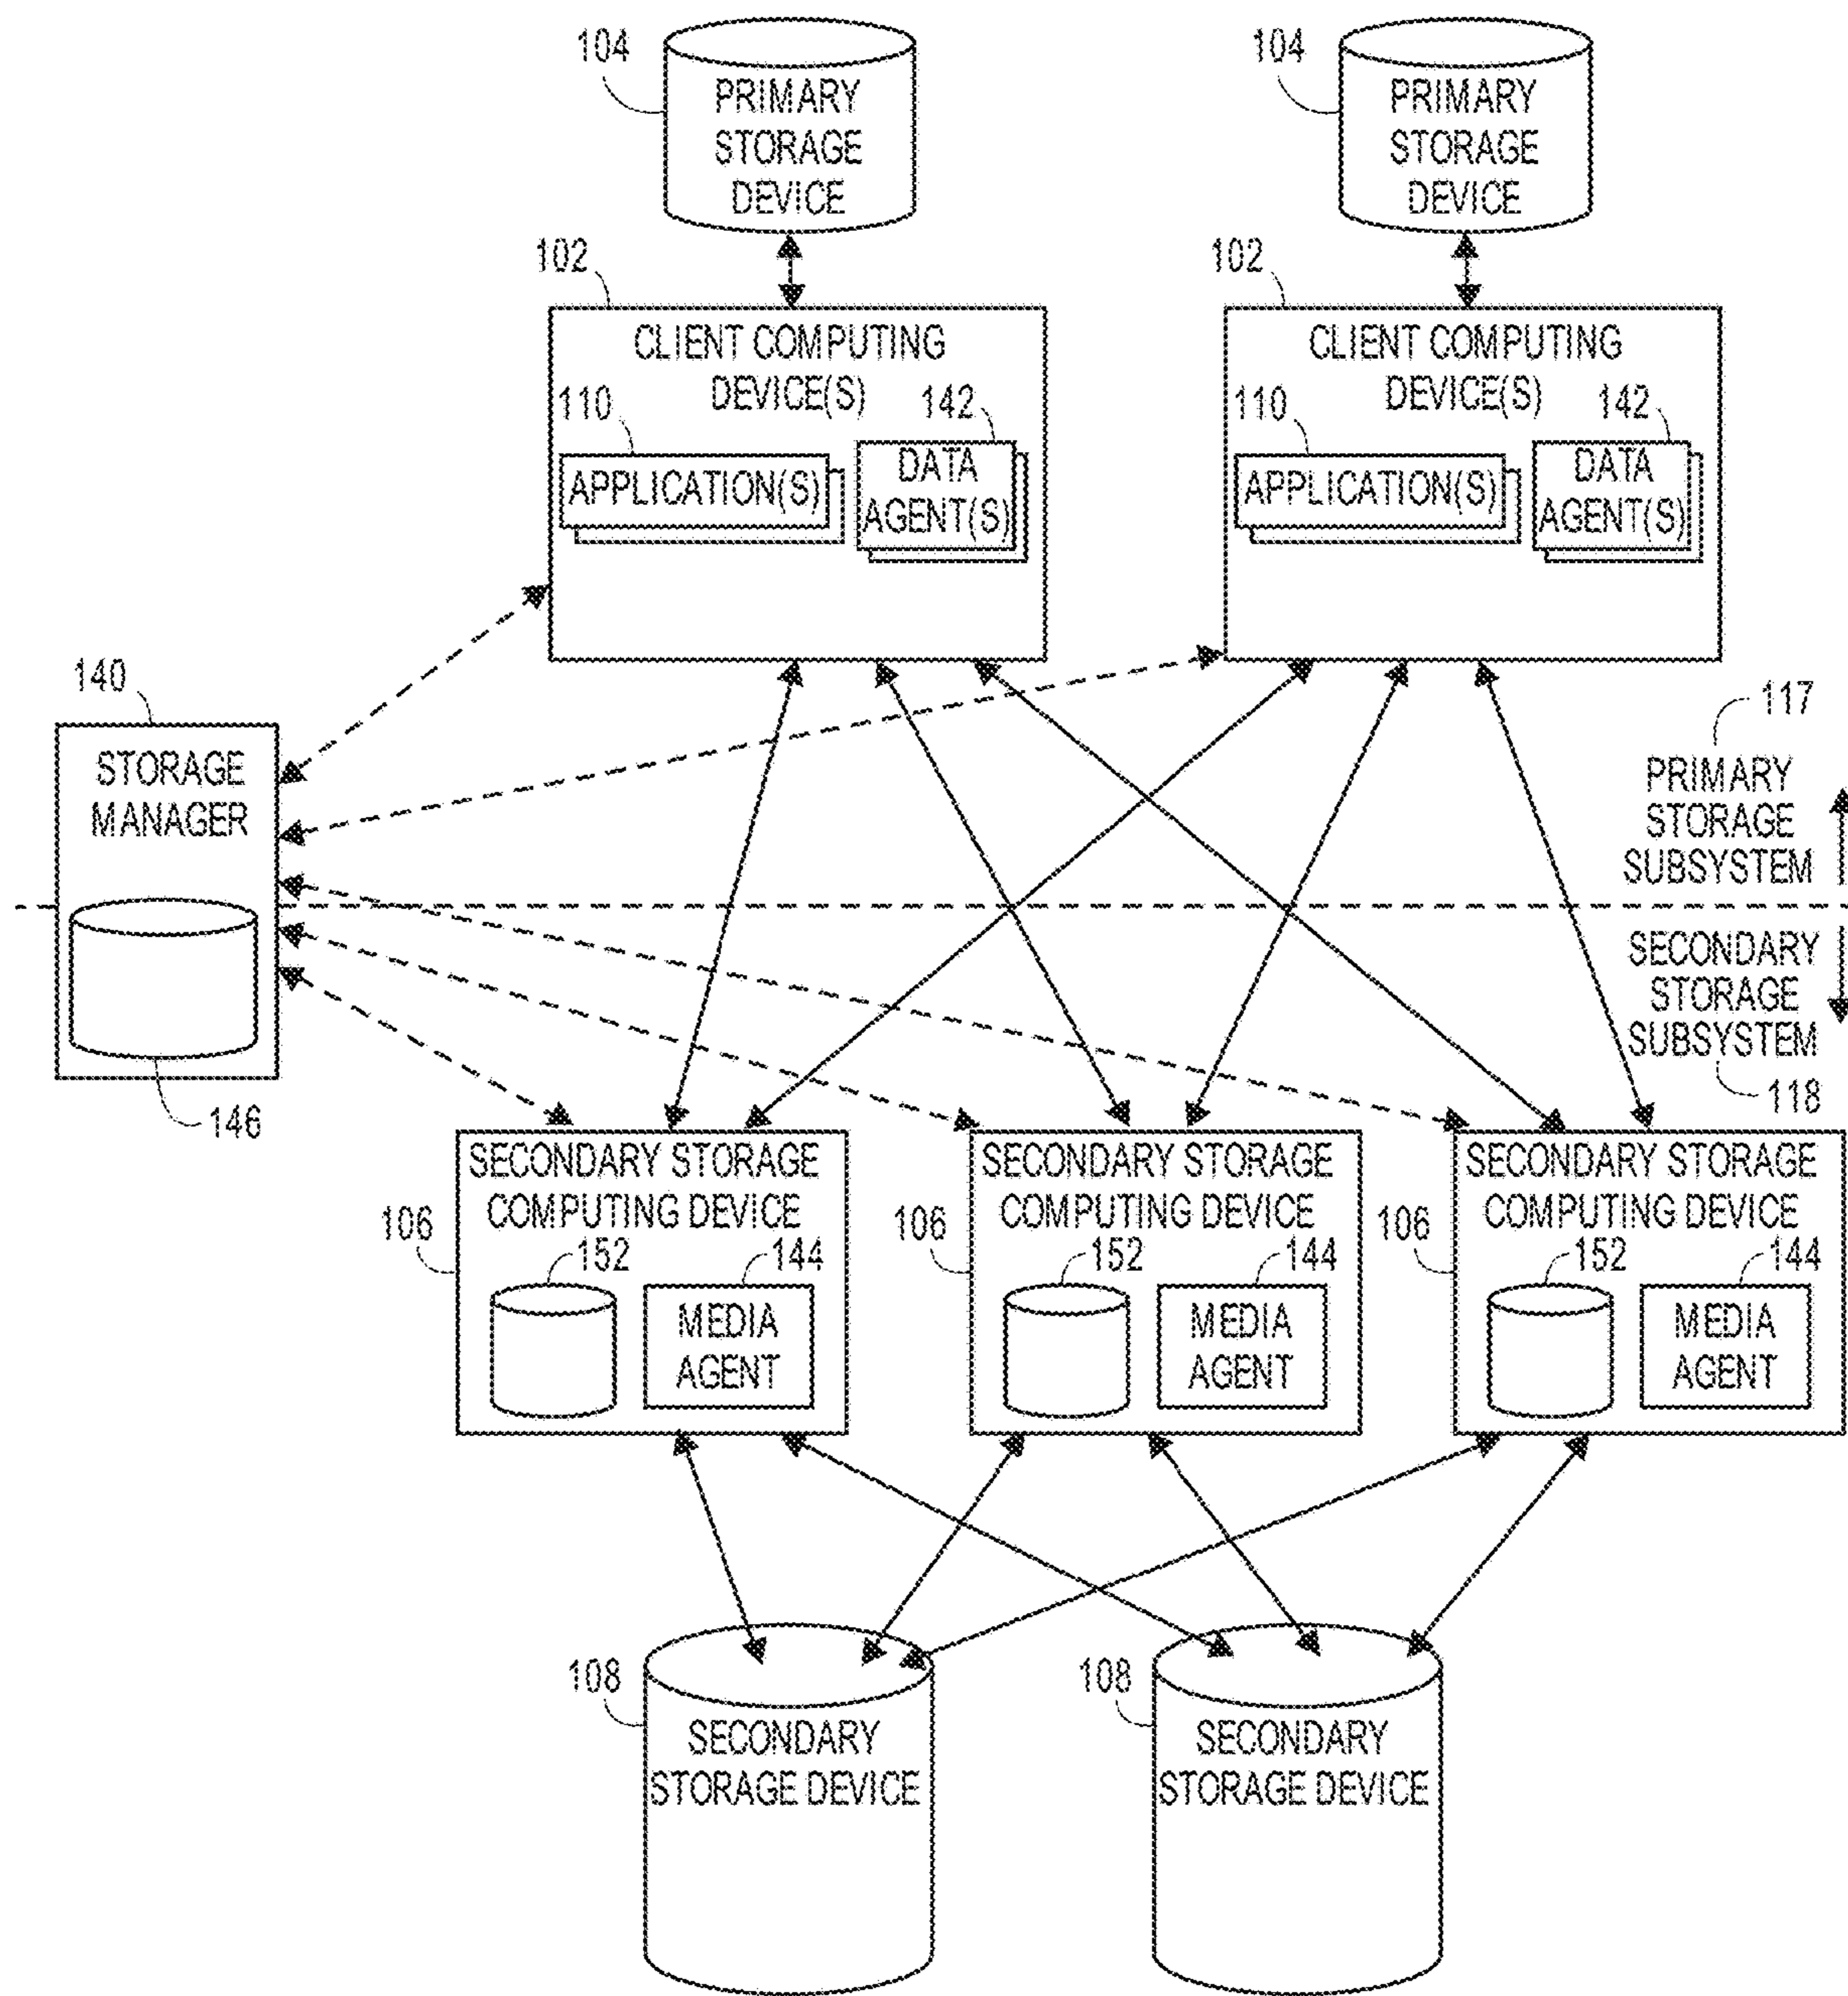 104
PRIMARY
STORAGE
DEVICE
104
PRIMARY
STORAGE
DEVICE
102
CLIENT COMPUTING
DEVICE(S)
110
142
APPLICATION(S)
DATA
AGENT(S)
102
CLIENT COMPUTING
DEVICE(S)
110
142
APPLICATION(S)
DATA
AGENT(S)
140
STORAGE
MANAGER
146
117
PRIMARY
STORAGE
SUBSYSTEM
SECONDARY
STORAGE
SUBSYSTEM
118
106
SECONDARY STORAGE
COMPUTING DEVICE
152
144
MEDIA
AGENT
106
SECONDARY STORAGE
COMPUTING DEVICE
152
144
MEDIA
AGENT
106
SECONDARY STORAGE
COMPUTING DEVICE
152
144
MEDIA
AGENT
108
SECONDARY
STORAGE DEVICE
108
SECONDARY
STORAGE DEVICE